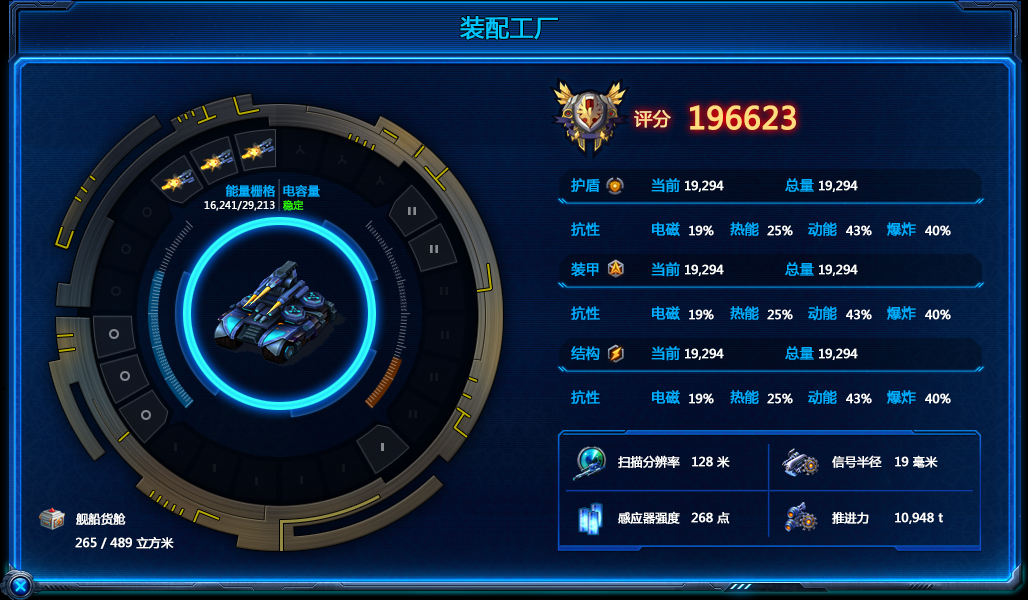 装配工厂
评分 196623
能量栅格 电容量
16,241/29,213 稳定
护盾 当前 19,294 总量 19,294
抗性 电磁 19% 热能 25% 动能 43% 爆炸 40%
装甲 当前 19,294 总量 19,294
抗性 电磁 19% 热能 25% 动能 43% 爆炸 40%
结构 当前 19,294 总量 19,294
抗性 电磁 19% 热能 25% 动能 43% 爆炸 40%
扫描分辨率 128 米 信号半径 19 毫米
感应器强度 268 点 推进力 10,948 t
舰船货舱
265 / 489 立方米